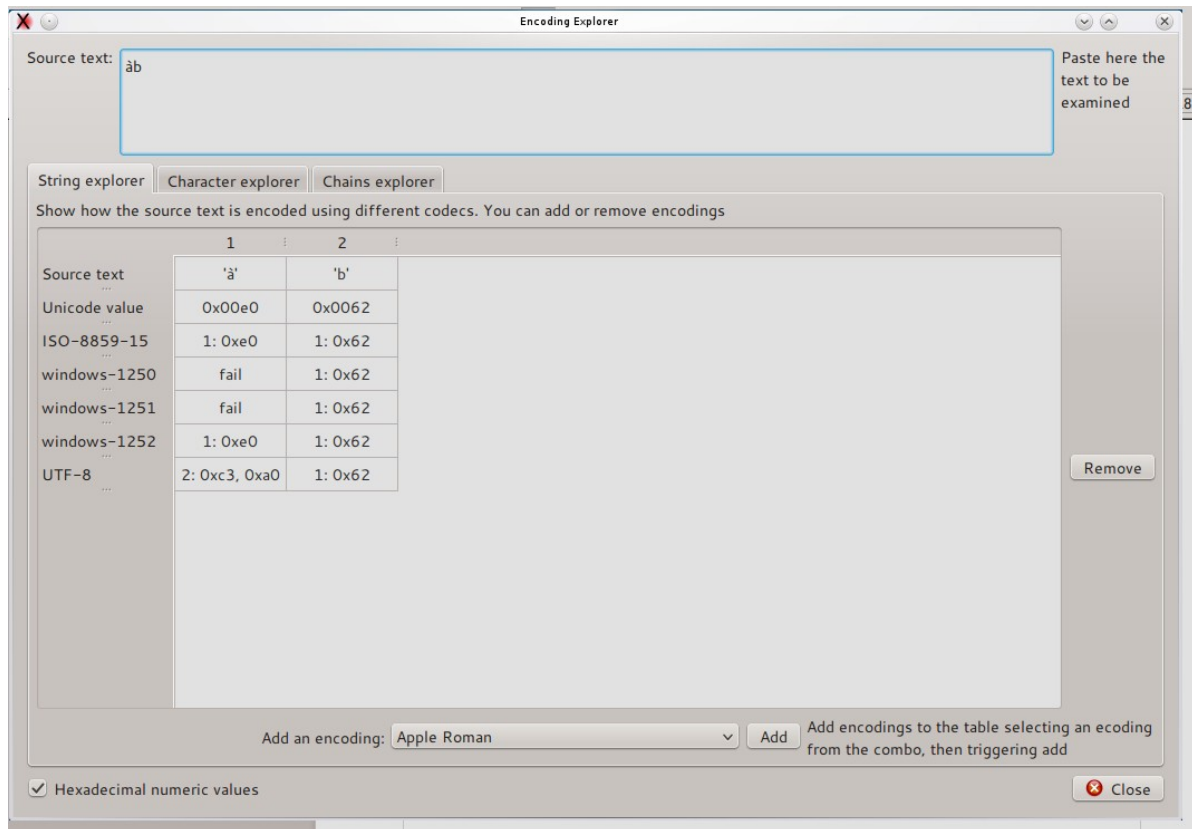 Encoding Explorer
Source text:
àb
Paste here the
text to be
examined
8
String explorer Character explorer Chains explorer
Show how the source text is encoded using different codecs. You can add or remove encodings
1 2
Source text 'à' 'b'
Unicode value 0x00e0 0x0062
ISO-8859-15 1: 0xe0 1: 0x62
windows-1250 fail 1: 0x62
windows-1251 fail 1: 0x62
windows-1252 1: 0xe0 1: 0x62
UTF-8 2: 0xc3, 0xa0 1: 0x62
Remove
Add an encoding: Apple Roman Add
Add encodings to the table selecting an ecoding
from the combo, then triggering add
Hexadecimal numeric values
Close